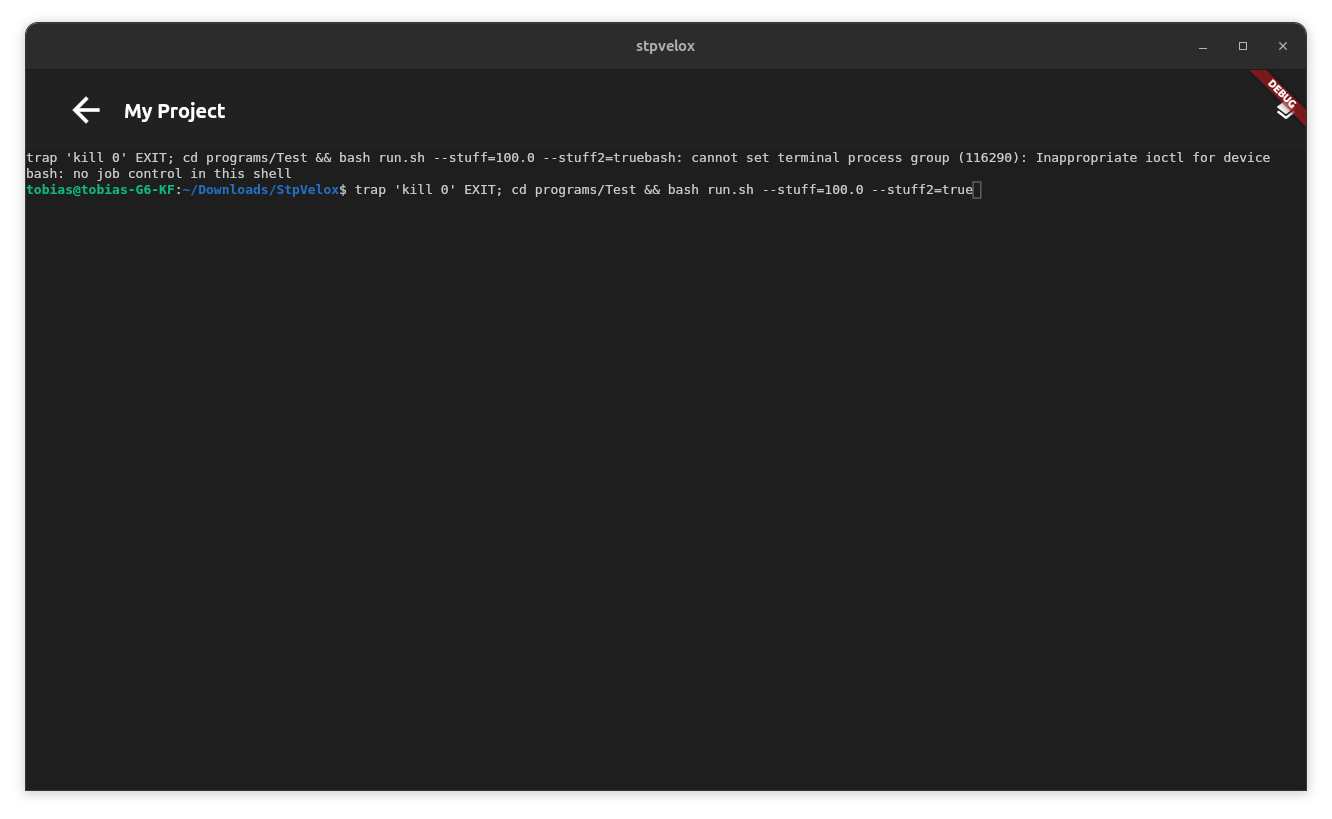 stpvelox
My Project
DEBUG
trap 'kill 0' EXIT; cd programs/Test && bash run.sh --stuff=100.0 --stuff2=truebash: cannot set terminal process group (116290): Inappropriate ioctl for device
bash: no job control in this shell
tobias@tobias-G6-KF:~/Downloads/StpVelox$ trap 'kill 0' EXIT; cd programs/Test && bash run.sh --stuff=100.0 --stuff2=true